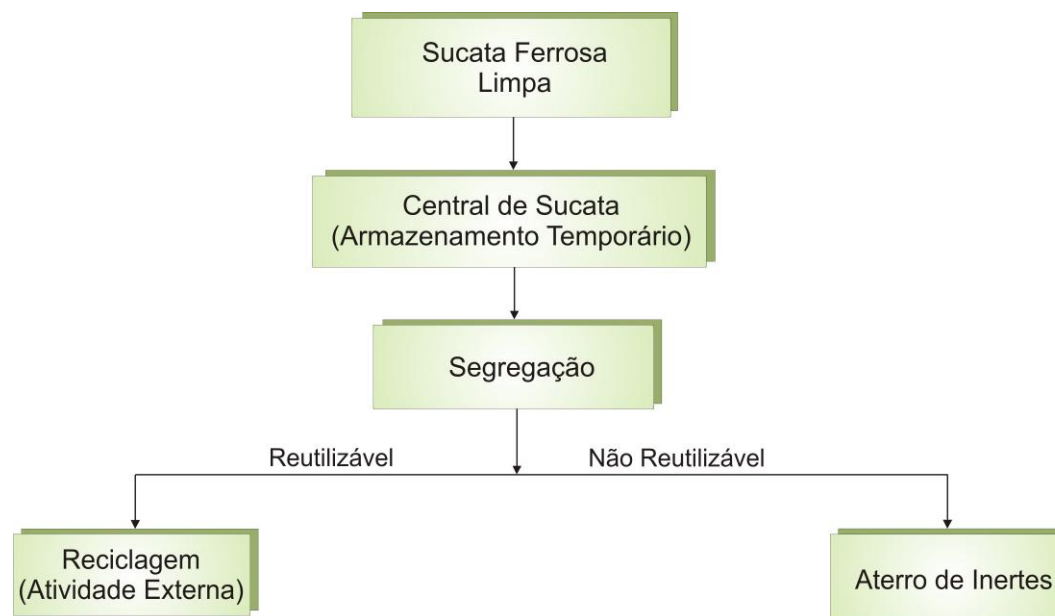 Sucata Ferrosa
Limpa
Central de Sucata
(Armazenamento Temporário)
Segregação
Reutilizável
Não Reutilizável
Reciclagem
(Atividade Externa)
Aterro de Inertes